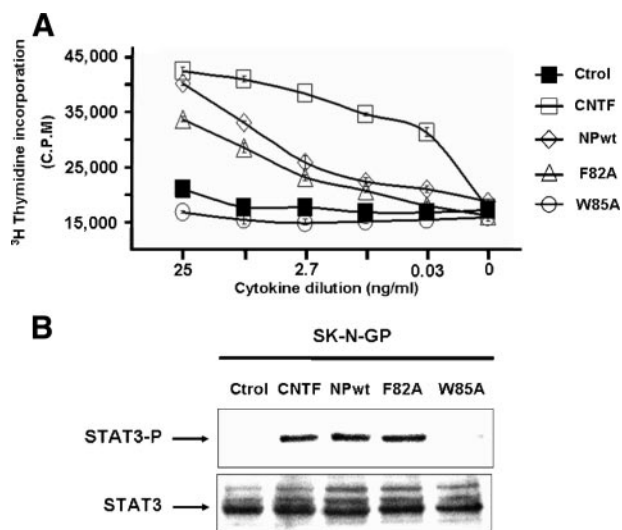 A
³H Thymidine incorporation
(C.P.M)
45,000
35,000
25,000
15,000
25
2.7
0.03
0
Cytokine dilution (ng/ml)
Ctrol
CNTF
NPwt
F82A
W85A
B
SK-N-GP
Ctrol CNTF NPwt F82A W85A
STAT3-P
STAT3